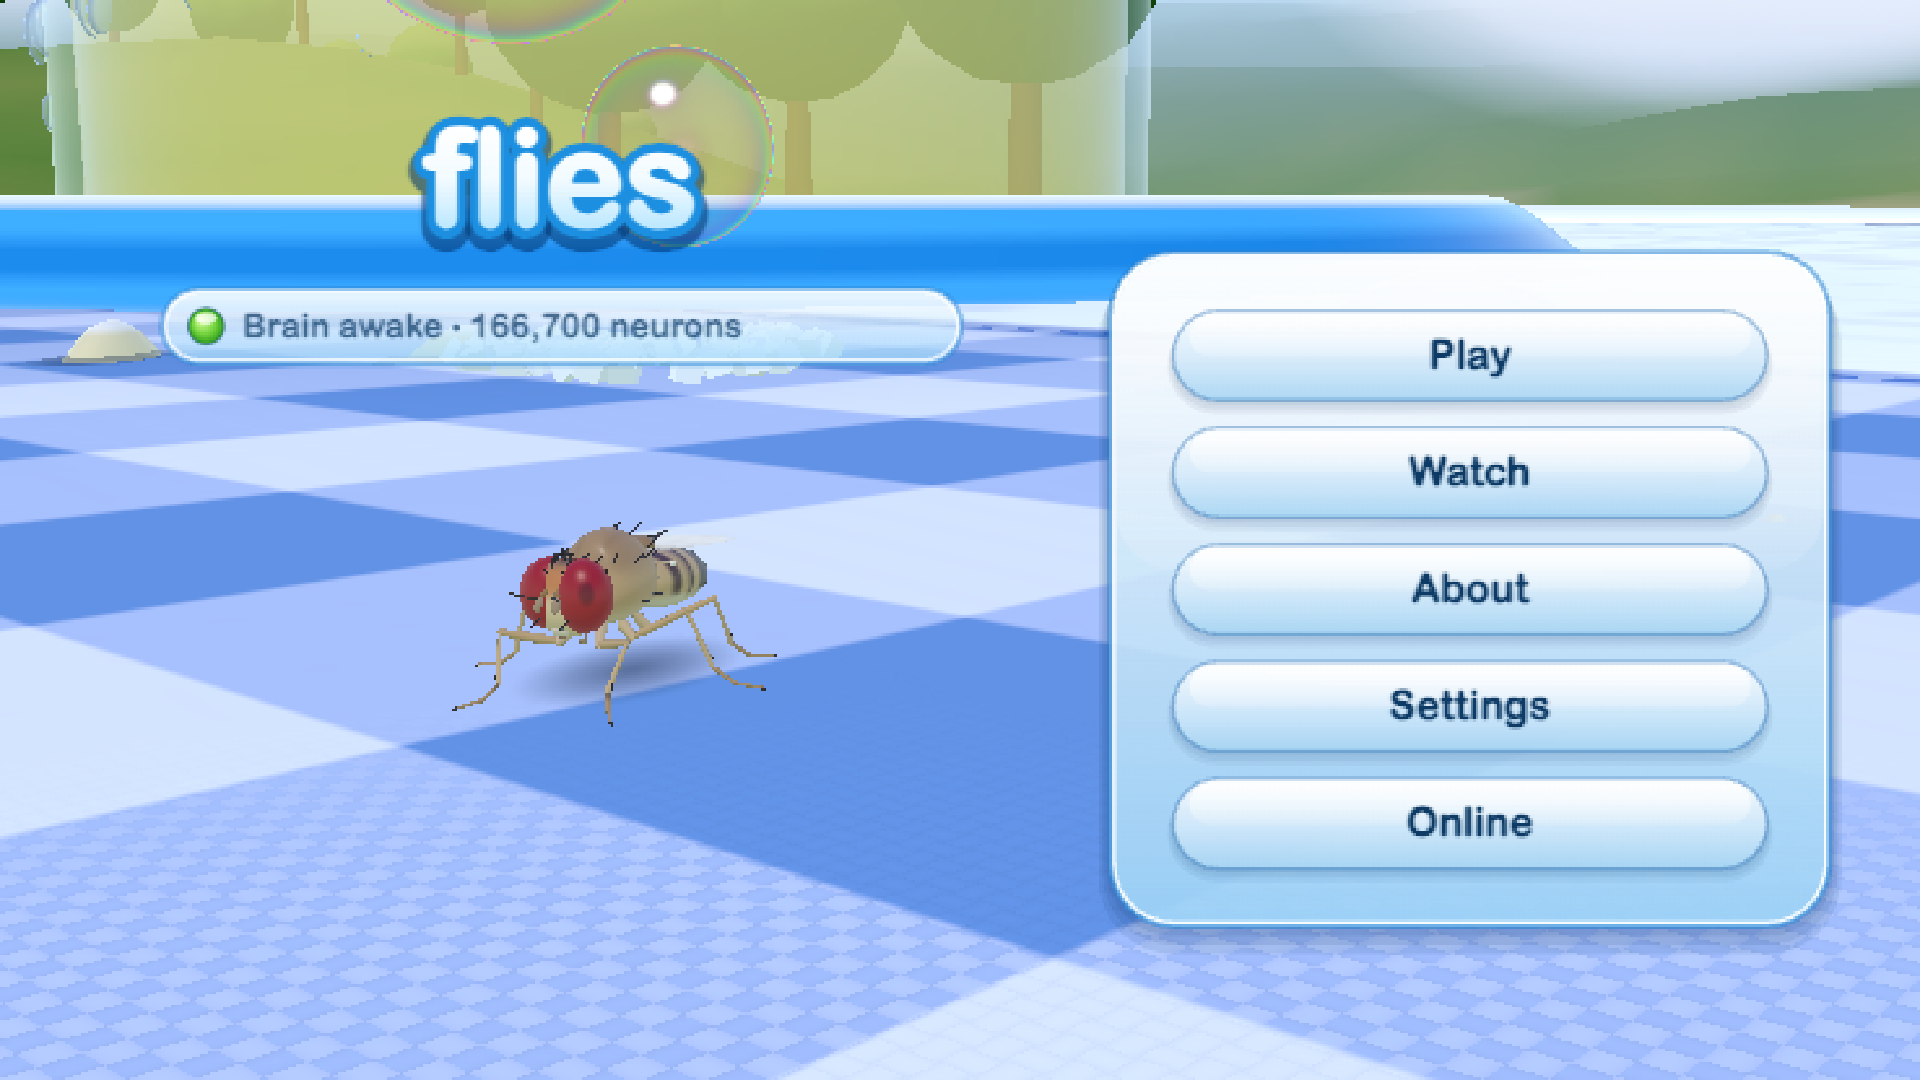 flies
Brain awake • 166,700 neurons
Play
Watch
About
Settings
Online